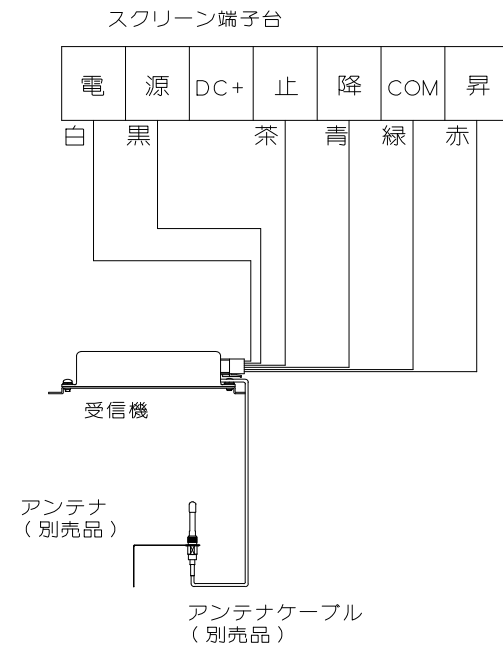 スクリーン端子台
電 源 DC+ 止 降 COM 昇
白 黒 茶 青 緑 赤
受信機
アンテナ
（別売品）
アンテナケーブル
（別売品）